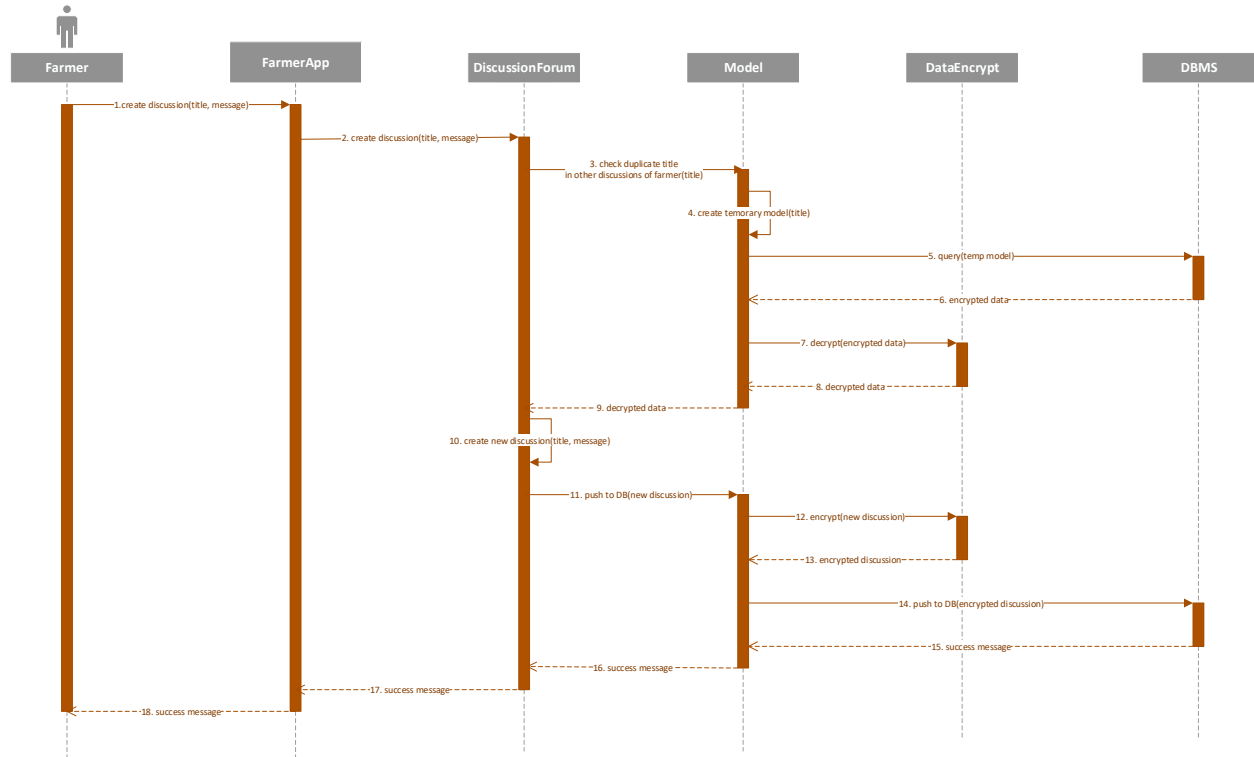 Farmer
FarmerApp
DiscussionForum
Model
DataEncrypt
DBMS
1.create discussion(title, message)
2. create discussion(title, message)
3. check duplicate title
in other discussions of farmer(title)
4. create temorary model(title)
5. query(temp model)
6. encrypted data
7. decrypt(encrypted data)
8. decrypted data
9. decrypted data
10. create new discussion(title, message)
11. push to DB(new discussion)
12. encrypt(new discussion)
13. encrypted discussion
14. push to DB(encrypted discussion)
15. success message
16. success message
17. success message
18. success message